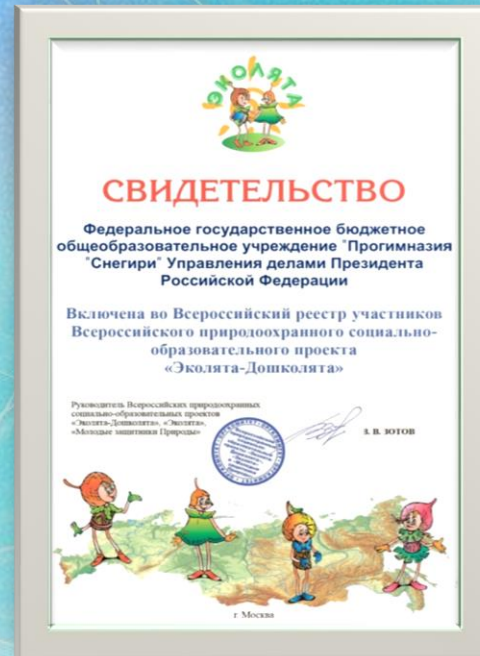 ЭКОЛЯТА
СВИДЕТЕЛЬСТВО
Федеральное государственное бюджетное
общеобразовательное учреждение "Прогимназия
"Снегири" Управления делами Президента
Российской Федерации
Включена во Всероссийский реестр участников
Всероссийского природоохранного социально-
образовательного проекта
«Эколята-Дошколята»
Руководитель Всероссийских природоохранных
социально-образовательных проектов
«Эколята-Дошколята», «Эколята»,
«Молодые защитники Природы»
В. В. ЗОТОВ
г. Москва